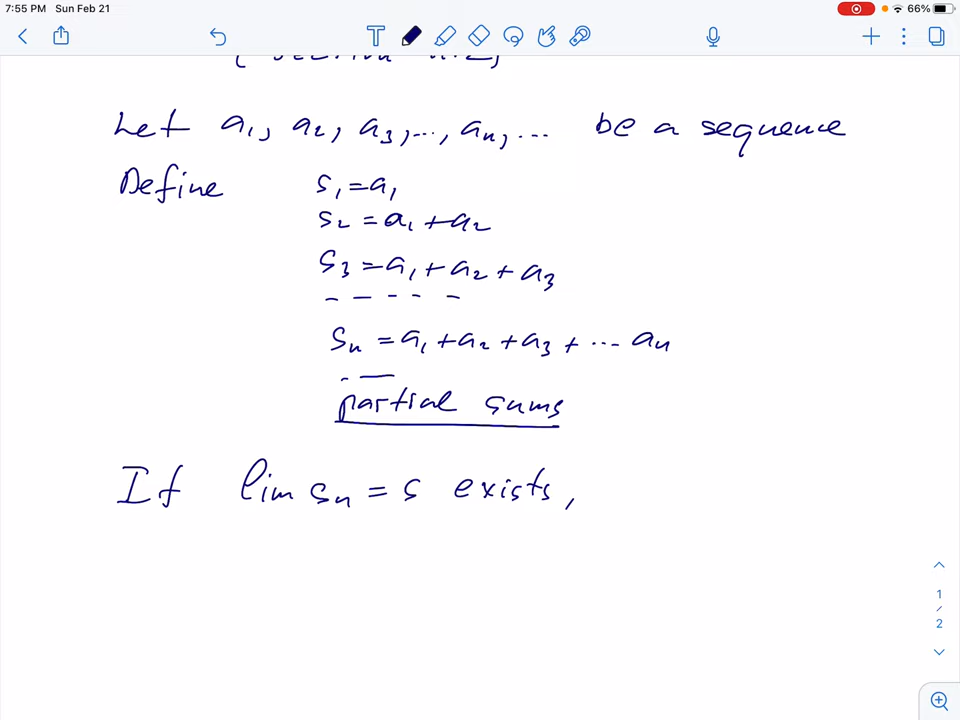 7:55 PM Sun Feb 21
66%
Let a₁, a₂, a₃,..., aₙ, ... be a sequence
Define s₁ = a₁
s₂ = a₁ + a₂
s₃ = a₁ + a₂ + a₃
sₙ = a₁ + a₂ + a₃ + ... aₙ
partial sums
If lim sₙ = s exists,
1
/
2